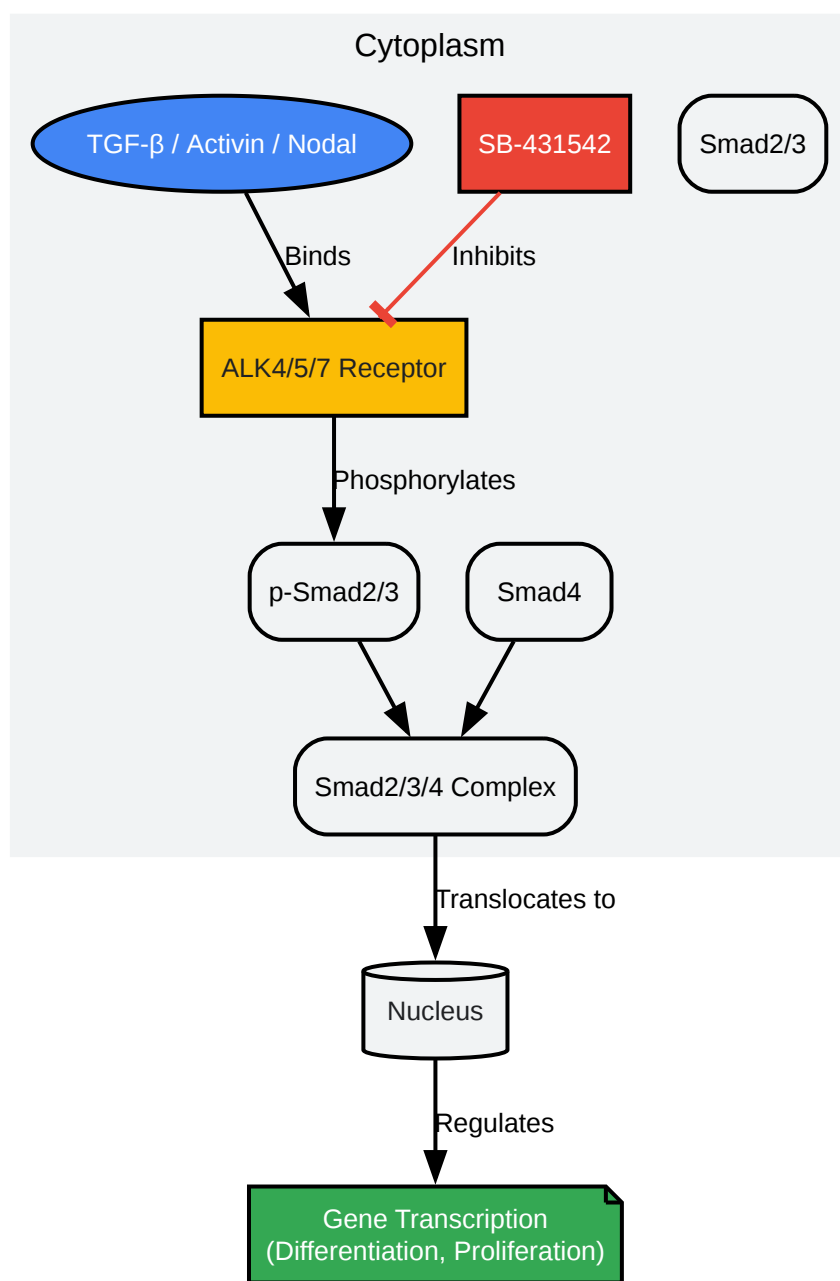 Cytoplasm
TGF-β / Activin / Nodal
SB-431542
Smad2/3
Binds
Inhibits
ALK4/5/7 Receptor
Phosphorylates
p-Smad2/3
Smad4
Smad2/3/4 Complex
Translocates to
Nucleus
Regulates
Gene Transcription
(Differentiation, Proliferation)